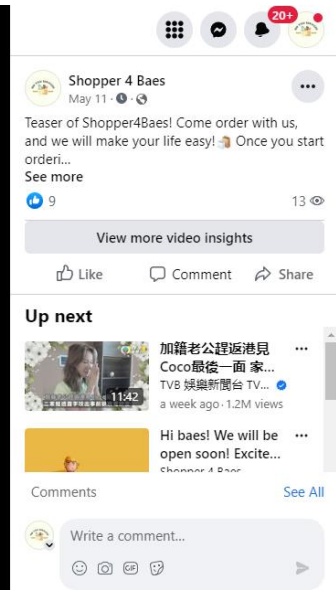 20+
Shopper 4 Baes
May 11
Teaser of Shopper4Baes! Come order with us,
and we will make your life easy! Once you start
orderi...
See more
9
13
View more video insights
Like Comment Share
Up next
加籍老公趕返港見
Coco最後一面 家...
TVB 娛樂新聞台 TV...
a week ago · 1.2M views
11:42
Hi baes! We will be
open soon! Excite...
Shopper 4 Baes
Comments See All
Write a comment...
GIF